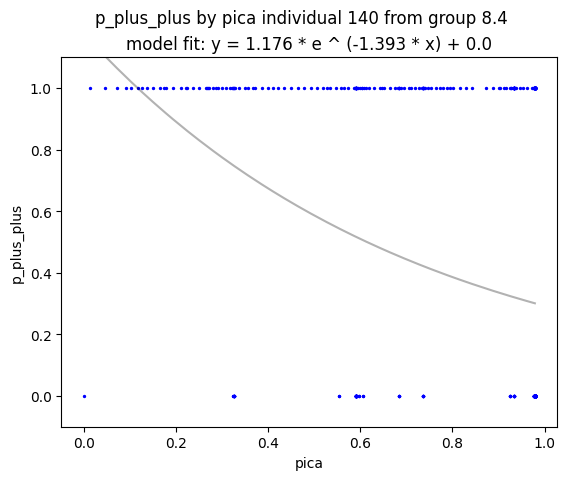 p_plus_plus by pica individual 140 from group 8.4
model fit: y = 1.176 * e ^ (-1.393 * x) + 0.0
1.0
0.8
0.6
0.4
0.2
0.0
p_plus_plus
0.0 0.2 0.4 0.6 0.8 1.0
pica